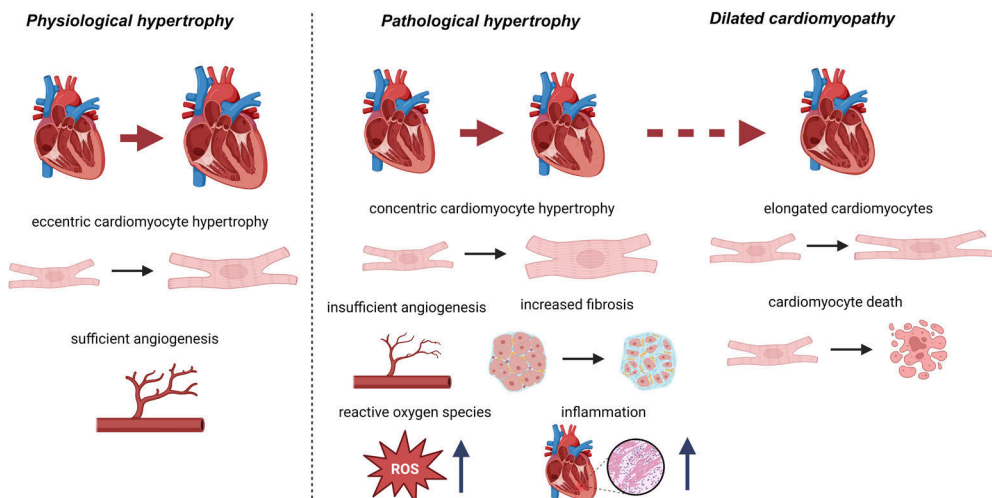 Physiological hypertrophy
Pathological hypertrophy
Dilated cardiomyopathy
eccentric cardiomyocyte hypertrophy
concentric cardiomyocyte hypertrophy
elongated cardiomyocytes
insufficient angiogenesis
increased fibrosis
cardiomyocyte death
sufficient angiogenesis
reactive oxygen species
inflammation
ROS